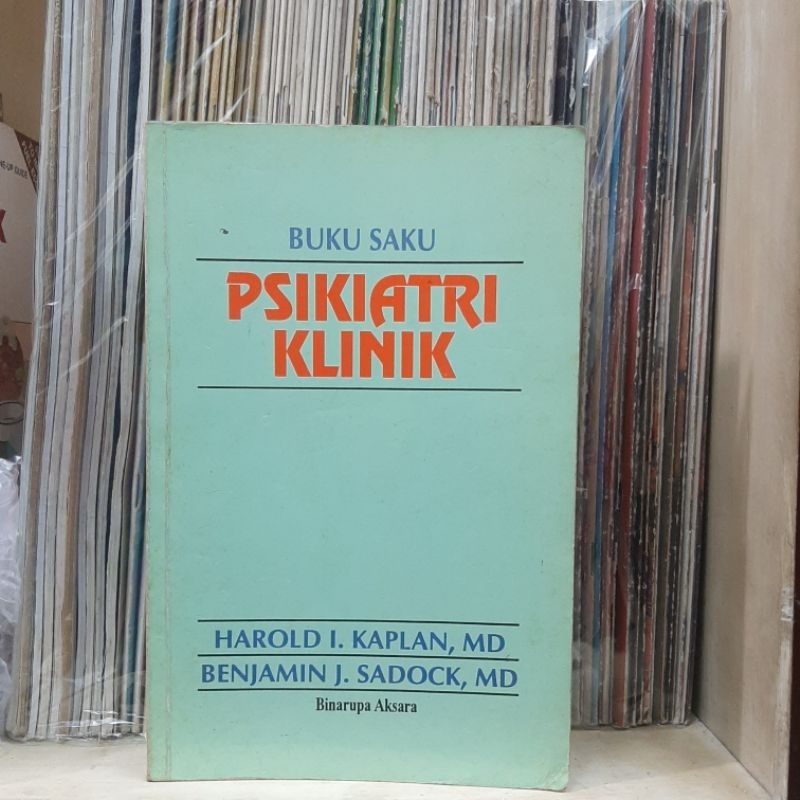 BUKU SAKU
PSIKIATRI
KLINIK
HAROLD I. KAPLAN, MD
BENJAMIN J. SADOCK, MD
Binarupa Aksara